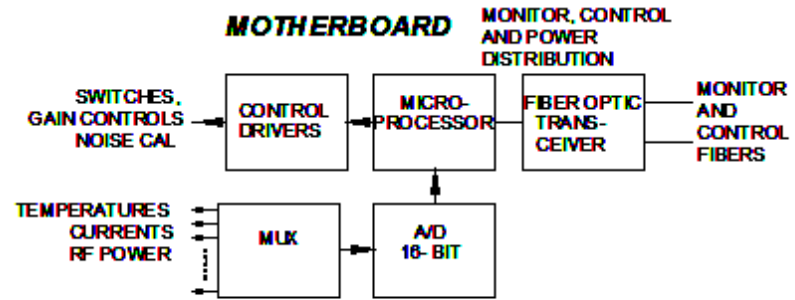 MOTHERBOARD
MONITOR, CONTROL
AND POWER
DISTRIBUTION
SWITCHES,
GAIN CONTROLS
NOISE CAL
CONTROL
DRIVERS
MICRO-
PROCESSOR
FIBER OPTIC
TRANS-
CEIVER
MONITOR
AND
CONTROL
FIBERS
TEMPERATURES
CURRENTS
RF POWER
MUX
A/D
16- BIT